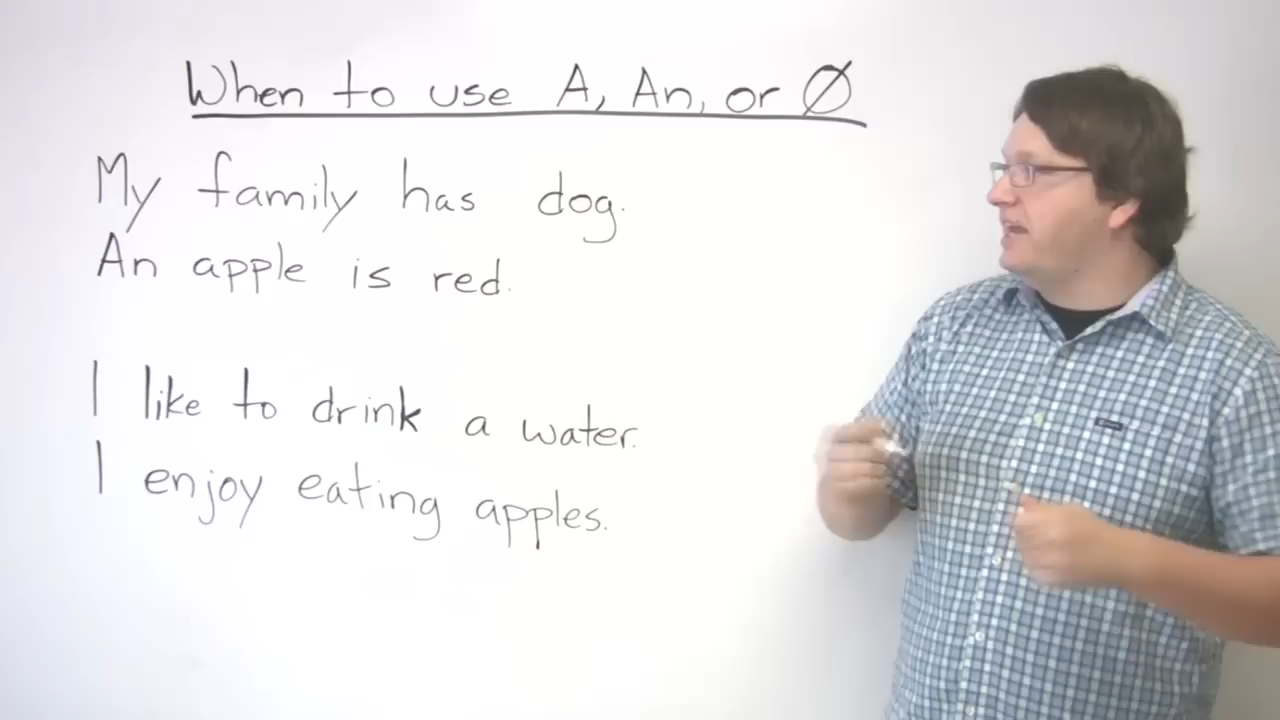 When to use A, An, or Ø
My family has dog.
An apple is red.
I like to drink a water.
I enjoy eating apples.